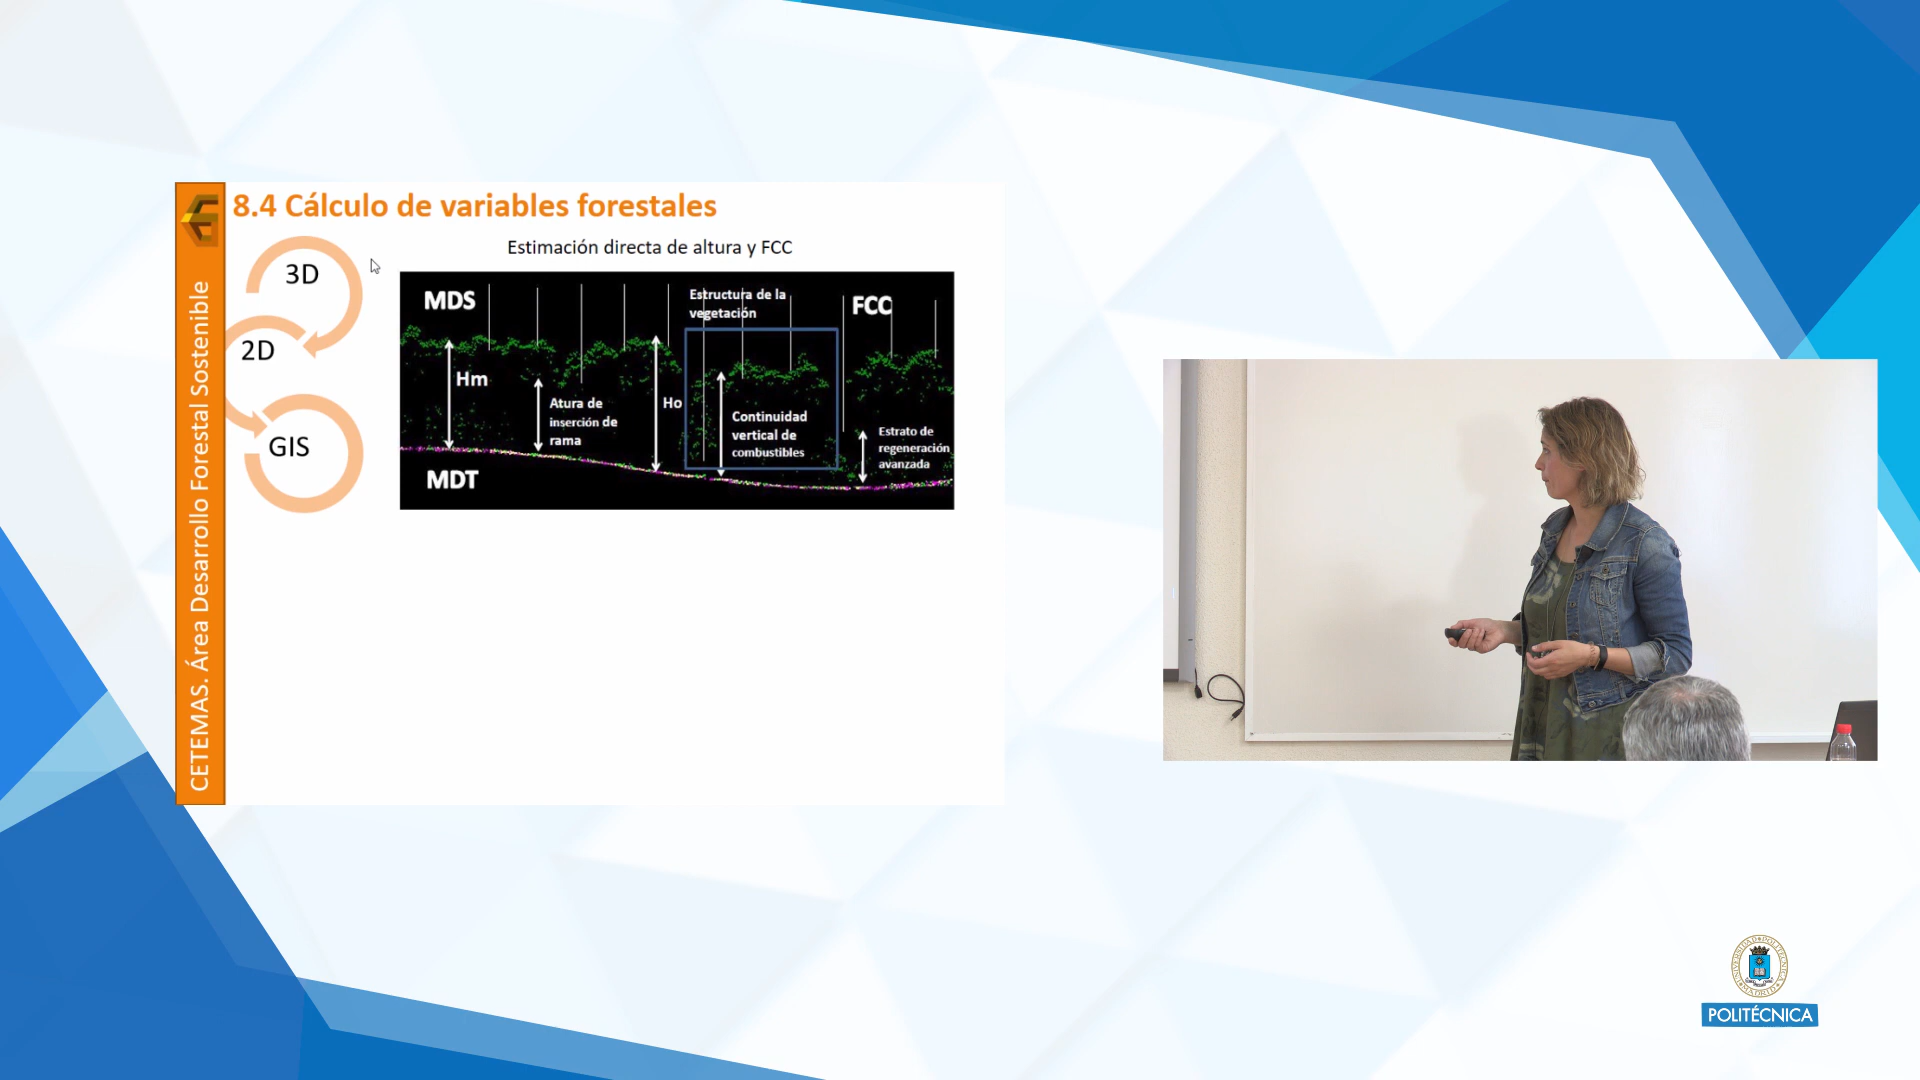 8.4 Cálculo de variables forestales
Estimación directa de altura y FCC
3D
2D
GIS
CETEMAS. Área Desarrollo Forestal Sostenible
MDS
Estructura de la
vegetación
FCC
Hm
Atura de
inserción de
rama
Ho
Continuidad
vertical de
combustibles
Estrato de
regeneración
avanzada
MDT
POLITÉCNICA